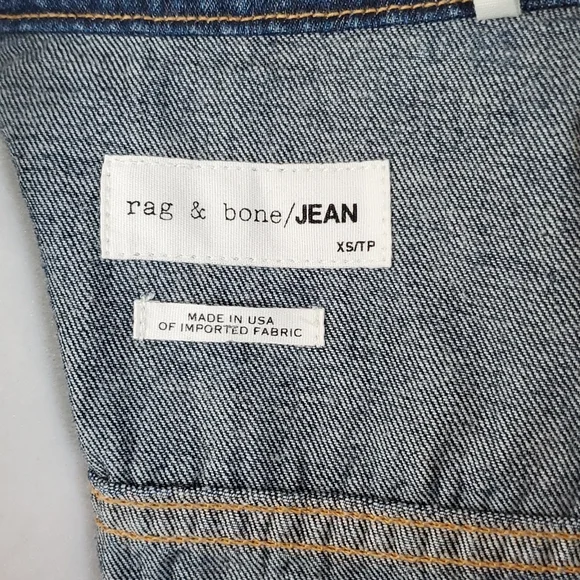 rag & bone/JEAN
XS/TP
MADE IN USA
OF IMPORTED FABRIC